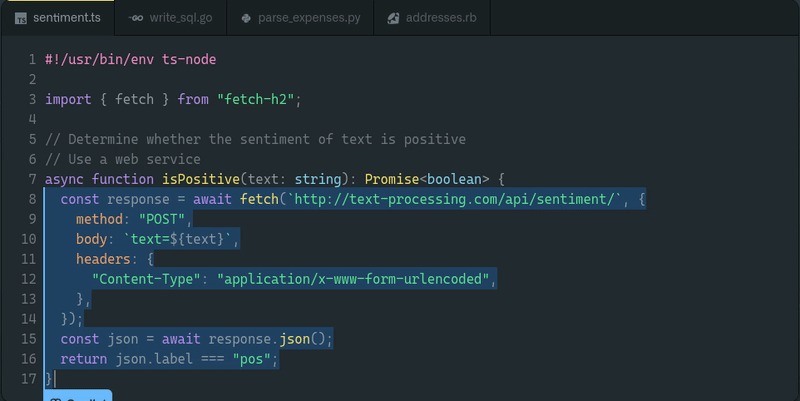 sentiment.ts write_sql.go parse_expenses.py addresses.rb
1 #!/usr/bin/env ts-node
2
3 import { fetch } from "fetch-h2";
4
5 // Determine whether the sentiment of text is positive
6 // Use a web service
7 async function isPositive(text: string): Promise<boolean> {
8 const response = await fetch(`http://text-processing.com/api/sentiment/`, {
9 method: "POST",
10 body: `text=${text}`,
11 headers: {
12 "Content-Type": "application/x-www-form-urlencoded",
13 },
14 });
15 const json = await response.json();
16 return json.label === "pos";
17 }